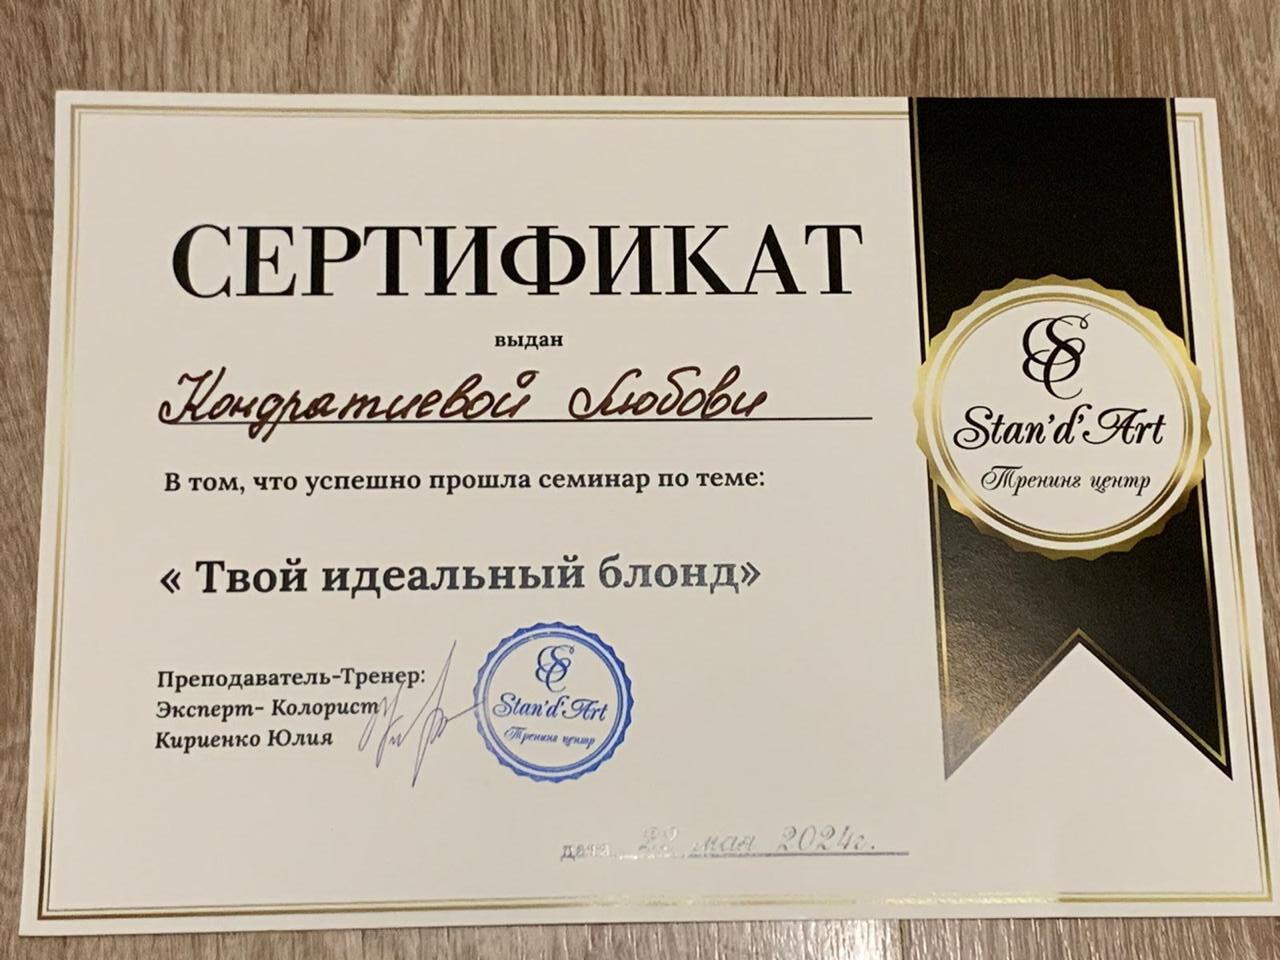 СЕРТИФИКАТ
выдан
Кондратиевой Любови
В том, что успешно прошла семинар по теме:
« Твой идеальный блонд»
Преподаватель-Тренер:
Эксперт- Колорист
Кириенко Юлия
Stan'd'Art
Тренинг центр
дата мая 2024г.
Stan'd'Art
Тренинг центр